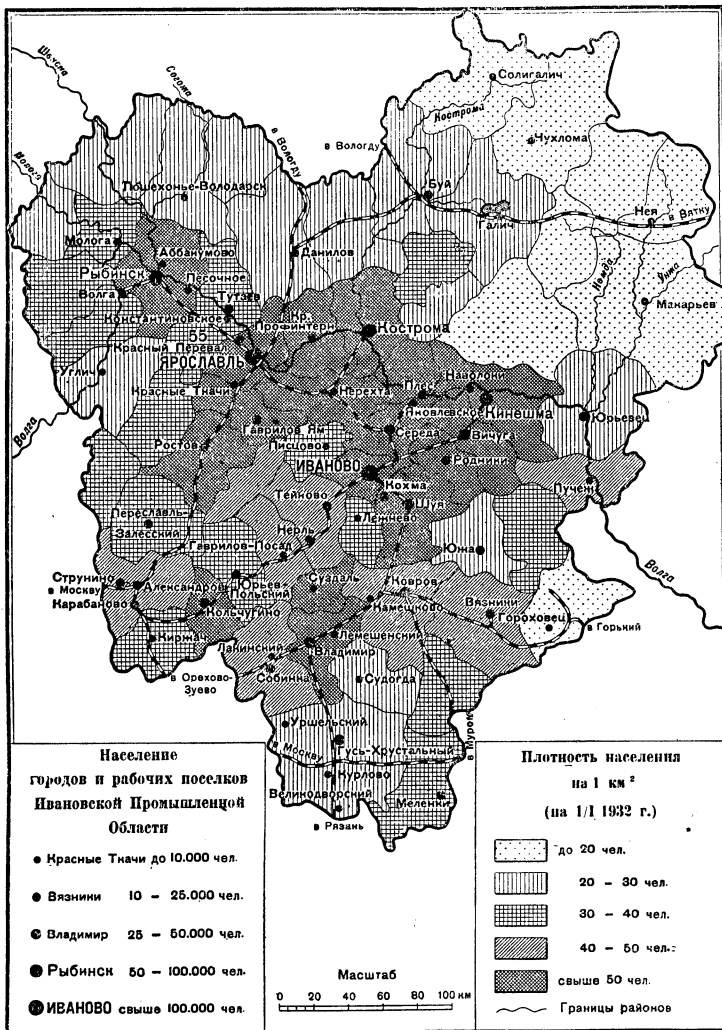 Шексна
Согожа
Молога
в Вологду
в Вологду
Солигалич
Кострома
Чухлома
Пошехонье-Володарск
Буй
Галич
Нея
в Вятку
Молога
Аббакумово
Данилов
Рыбинск
Песочное
Нёмда
Унжа
Волга
Тутаев
Макарьев
Константиновское
Кр.
Профинтерн
Кострома
55
Красный Перевал
ЯРОСЛАВЛЬ
Углич
Красные Ткачи
Нерехта
Плес
Наволоки
Яковлевское
Кинешма
Волга
Гаврилов Ям
Середа
Юрьевец
Писцово
Вичуга
Ростов
ИВАНОВО
Родники
Кохма
Пучеж
Тейково
Шуя
Лежнево
Переславль-
Залесский
Нерль
Волга
Гаврилов-Посад
Южа
Струнино
в Москву
Александров
Юрьев-
Польский
Суздаль
Ковров
Карабаново
Кольчугино
Камешково
Вязники
Гороховец
в Горький
Киржач
Лемешенский
Лакинский
Владимир
в Орехово-
Зуево
Собинка
Судогда
Уршельский
в Муром
в Москву
Гусь-Хрустальный
Курлово
Великодворский
Меленки
в Рязань
Население
городов и рабочих поселков
Ивановской Промышленной
Области
Красные Ткачи до 10.000 чел.
Вязники 10 – 25.000 чел.
Владимир 25 – 50.000 чел.
Рыбинск 50 – 100.000 чел.
ИВАНОВО свыше 100.000 чел.
Масштаб
0 20 40 60 80 100 км
Плотность населения
на 1 км²
(на 1/I 1932 г.)
до 20 чел.
20 – 30 чел.
30 – 40 чел.
40 – 50 чел.
свыше 50 чел.
Границы районов